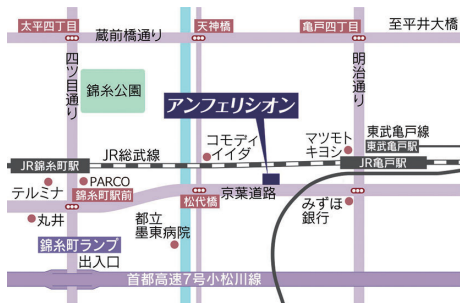 太平四丁目
天神橋
亀戸四丁目
至平井大橋
蔵前橋通り
四ツ目通り
明治通り
錦糸公園
アンフェリシオン
コモディ
イイダ
マツモト
キヨシ
東武亀戸線
東武亀戸駅
JR総武線
JR錦糸町駅
JR亀戸駅
テルミナ
PARCO
錦糸町駅前
松代橋
京葉道路
みずほ
銀行
丸井
都立
墨東病院
錦糸町ランプ
出入口
首都高速7号小松川線